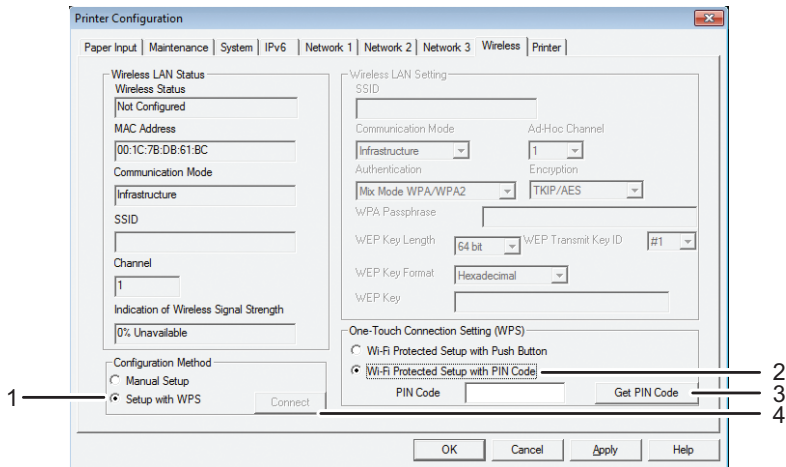 Printer Configuration
Paper Input Maintenance System IPv6 Network 1 Network 2 Network 3 Wireless Printer
Wireless LAN Status
Wireless Status
Not Configured
MAC Address
00:1C:7B:DB:61:BC
Communication Mode
Infrastructure
SSID
Channel
1
Indication of Wireless Signal Strength
0% Unavailable
Configuration Method
Manual Setup
Setup with WPS
Connect
Wireless LAN Setting
SSID
Communication Mode Ad-Hoc Channel
Infrastructure 1
Authentication Encryption
Mix Mode WPA/WPA2 TKIP/AES
WPA Passphrase
WEP Key Length 64 bit WEP Transmit Key ID #1
WEP Key Format Hexadecimal
WEP Key
One-Touch Connection Setting (WPS)
Wi-Fi Protected Setup with Push Button
Wi-Fi Protected Setup with PIN Code
PIN Code Get PIN Code
OK Cancel Apply Help
1
2
3
4